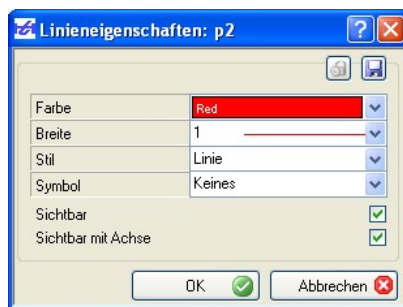 Linieneigenschaften: p2
Farbe Red
Breite 1
Stil Linie
Symbol Keines
Sichtbar
Sichtbar mit Achse
OK Abbrechen